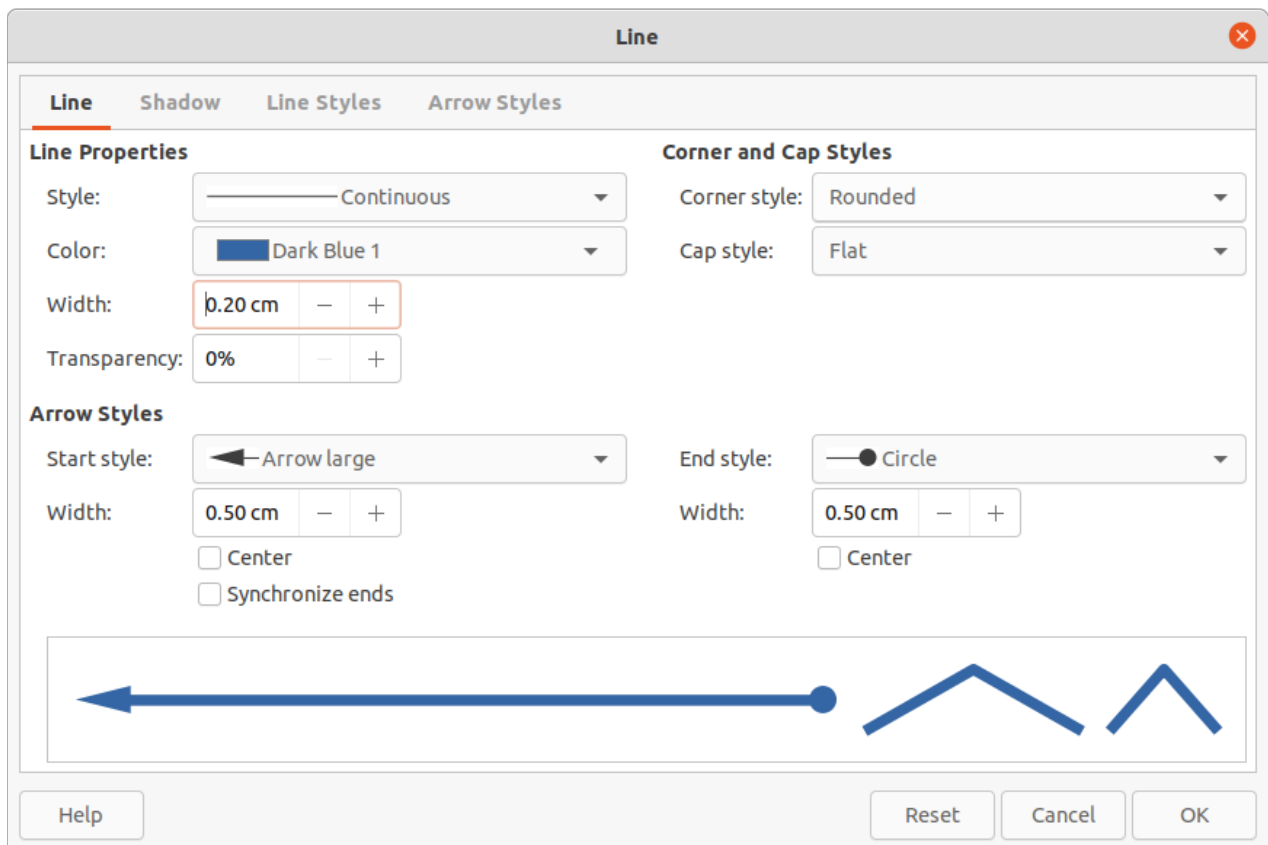 Line
Line Shadow Line Styles Arrow Styles
Line Properties
Style: Continuous
Color: Dark Blue 1
Width: 0.20 cm − +
Transparency: 0% − +
Corner and Cap Styles
Corner style: Rounded
Cap style: Flat
Arrow Styles
Start style: Arrow large
Width: 0.50 cm − +
Center
Synchronize ends
End style: Circle
Width: 0.50 cm − +
Center
Help Reset Cancel OK